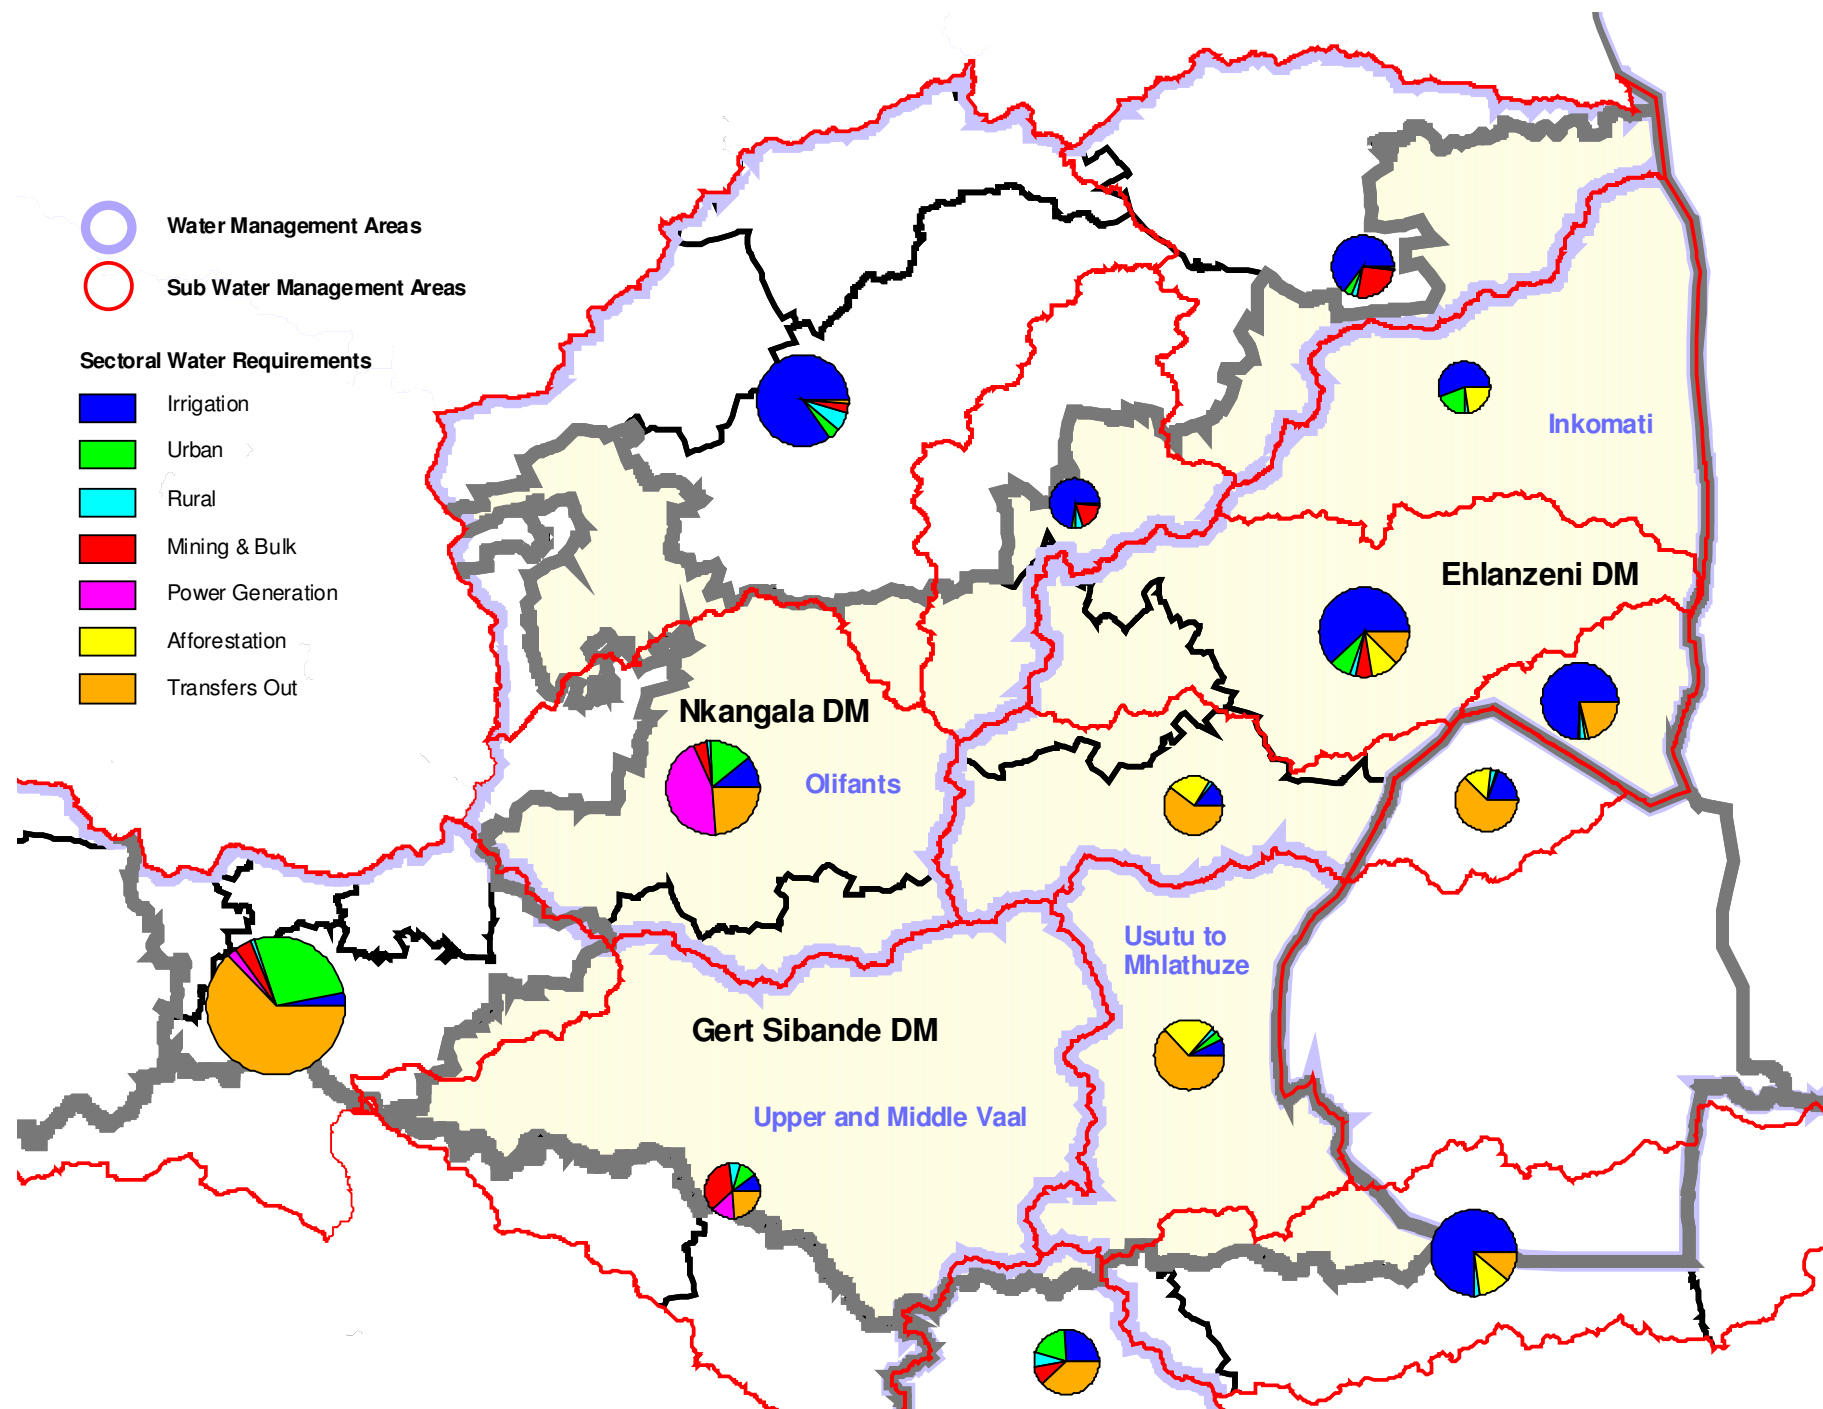 Water Management Areas
Sub Water Management Areas
Sectoral Water Requirements
Irrigation
Urban
Rural
Mining & Bulk
Power Generation
Afforestation
Transfers Out
Inkomati
Ehlanzeni DM
Nkangala DM
Olifants
Usutu to
Mhlathuze
Gert Sibande DM
Upper and Middle Vaal